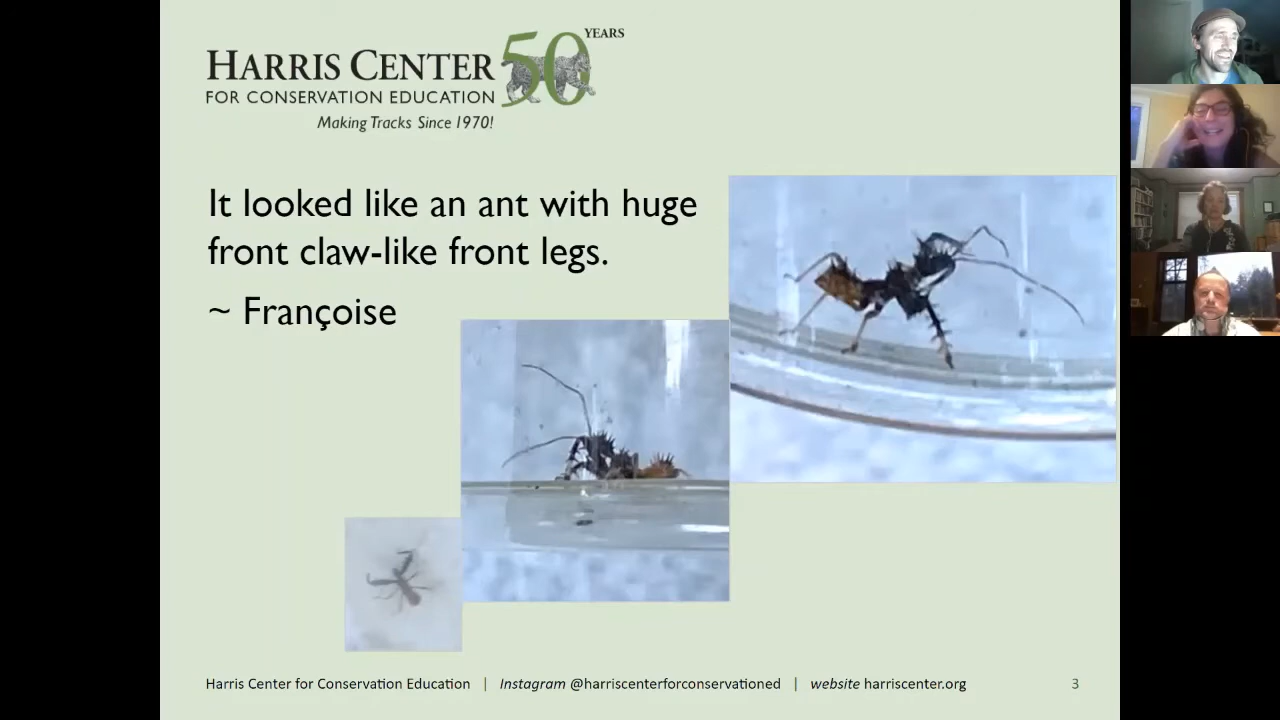 HARRIS CENTER 50 YEARS
FOR CONSERVATION EDUCATION
Making Tracks Since 1970!
It looked like an ant with huge
front claw-like front legs.
~ Françoise
Harris Center for Conservation Education | Instagram @harriscenterforconservationed | website harriscenter.org 3